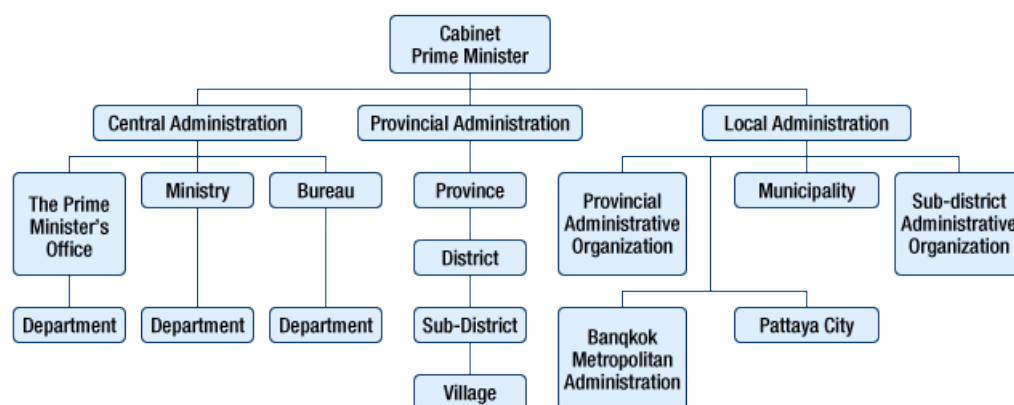 Cabinet
Prime Minister
Central Administration
Provincial Administration
Local Administration
The Prime
Minister's
Office
Ministry
Bureau
Province
Provincial
Administrative
Organization
Municipality
Sub-district
Administrative
Organization
District
Department
Department
Department
Sub-District
Banqkok
Metropolitan
Administration
Pattaya City
Village